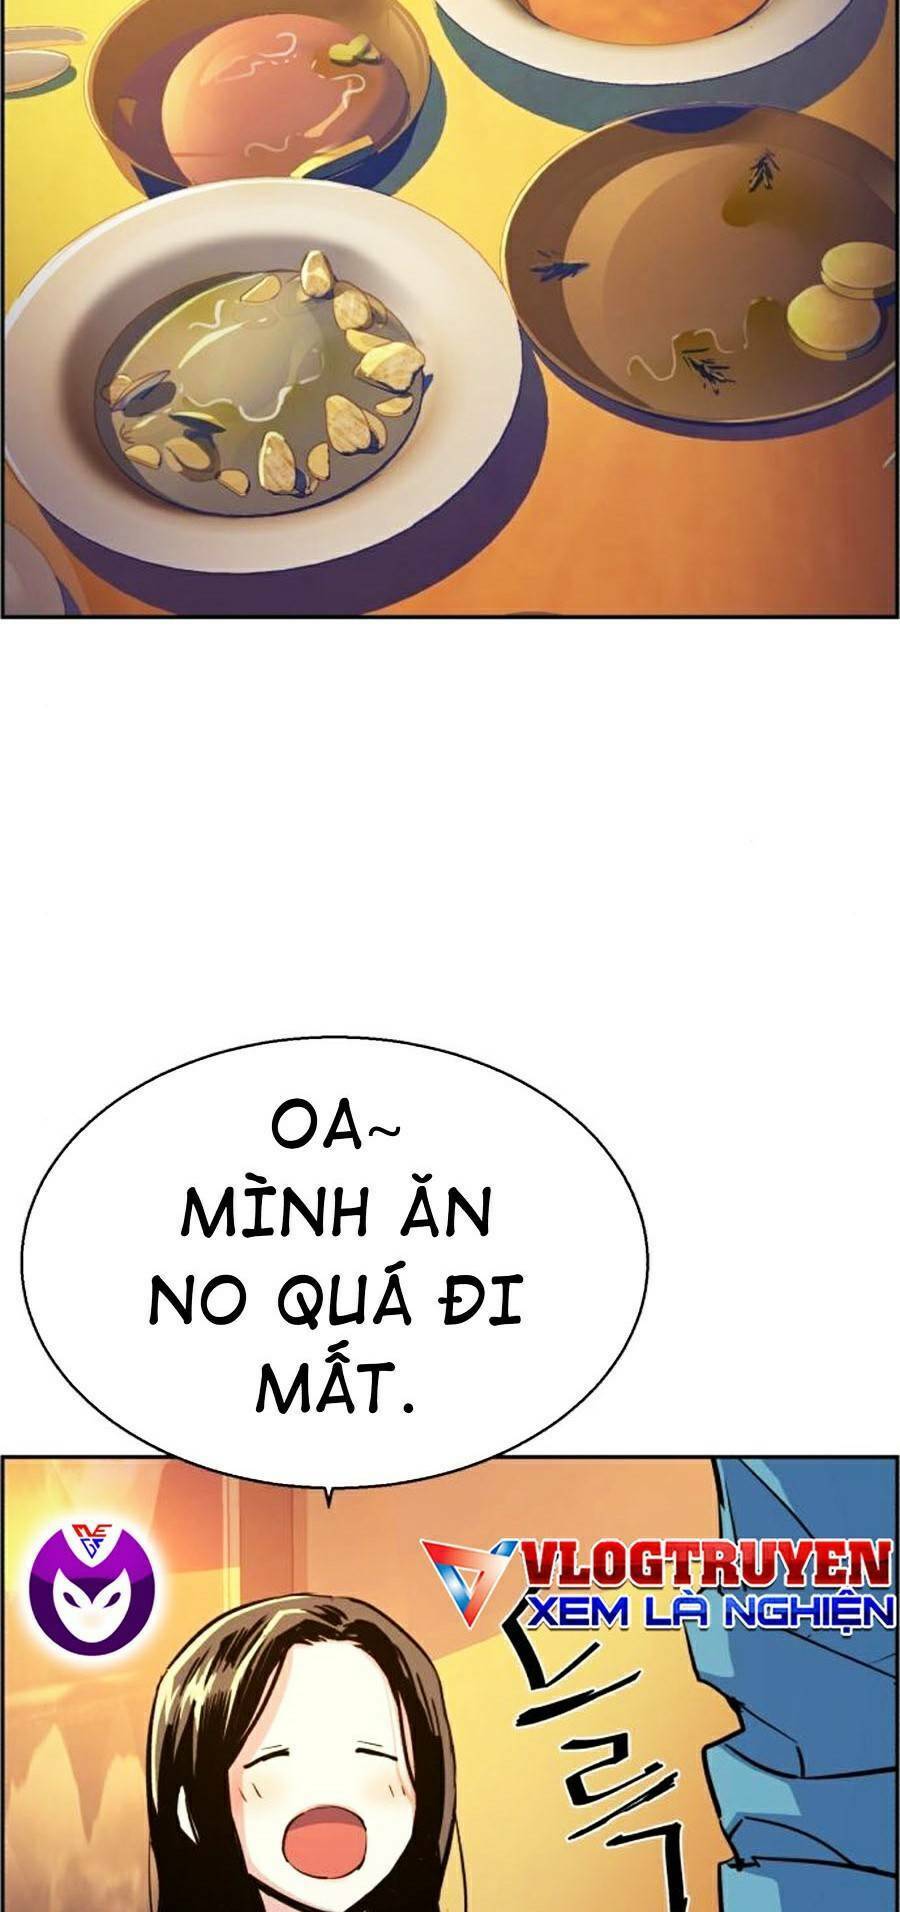 OA~
MÌNH ĂN
NO QUÁ ĐI
MẤT.
VLOGTRUYEN
XEM LÀ NGHIỆN